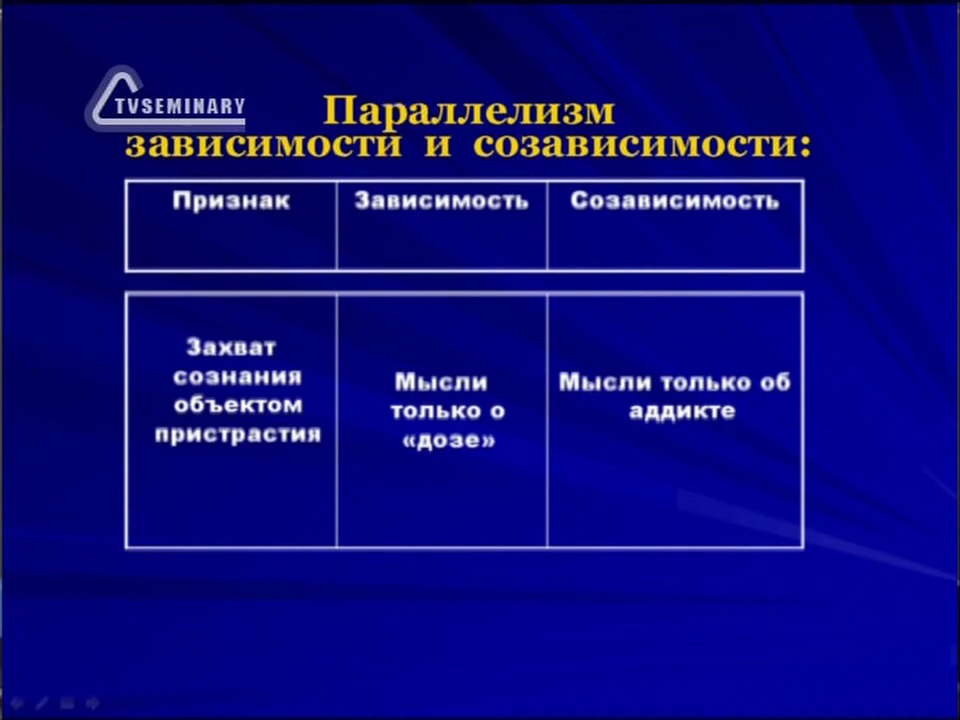 TVSEMINARY
Параллелизм
зависимости и созависимости:
Признак
Зависимость
Созависимость
Захват
сознания
объектом
пристрастия
Мысли
только о
«дозе»
Мысли только об
аддикте